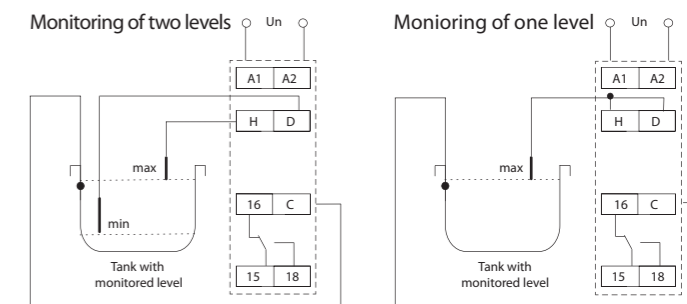 Monitoring of two levels
Un
A1 A2
H D
max
min
16 C
15 18
Tank with
monitored level
Monioring of one level
Un
A1 A2
H D
max
16 C
15 18
Tank with
monitored level